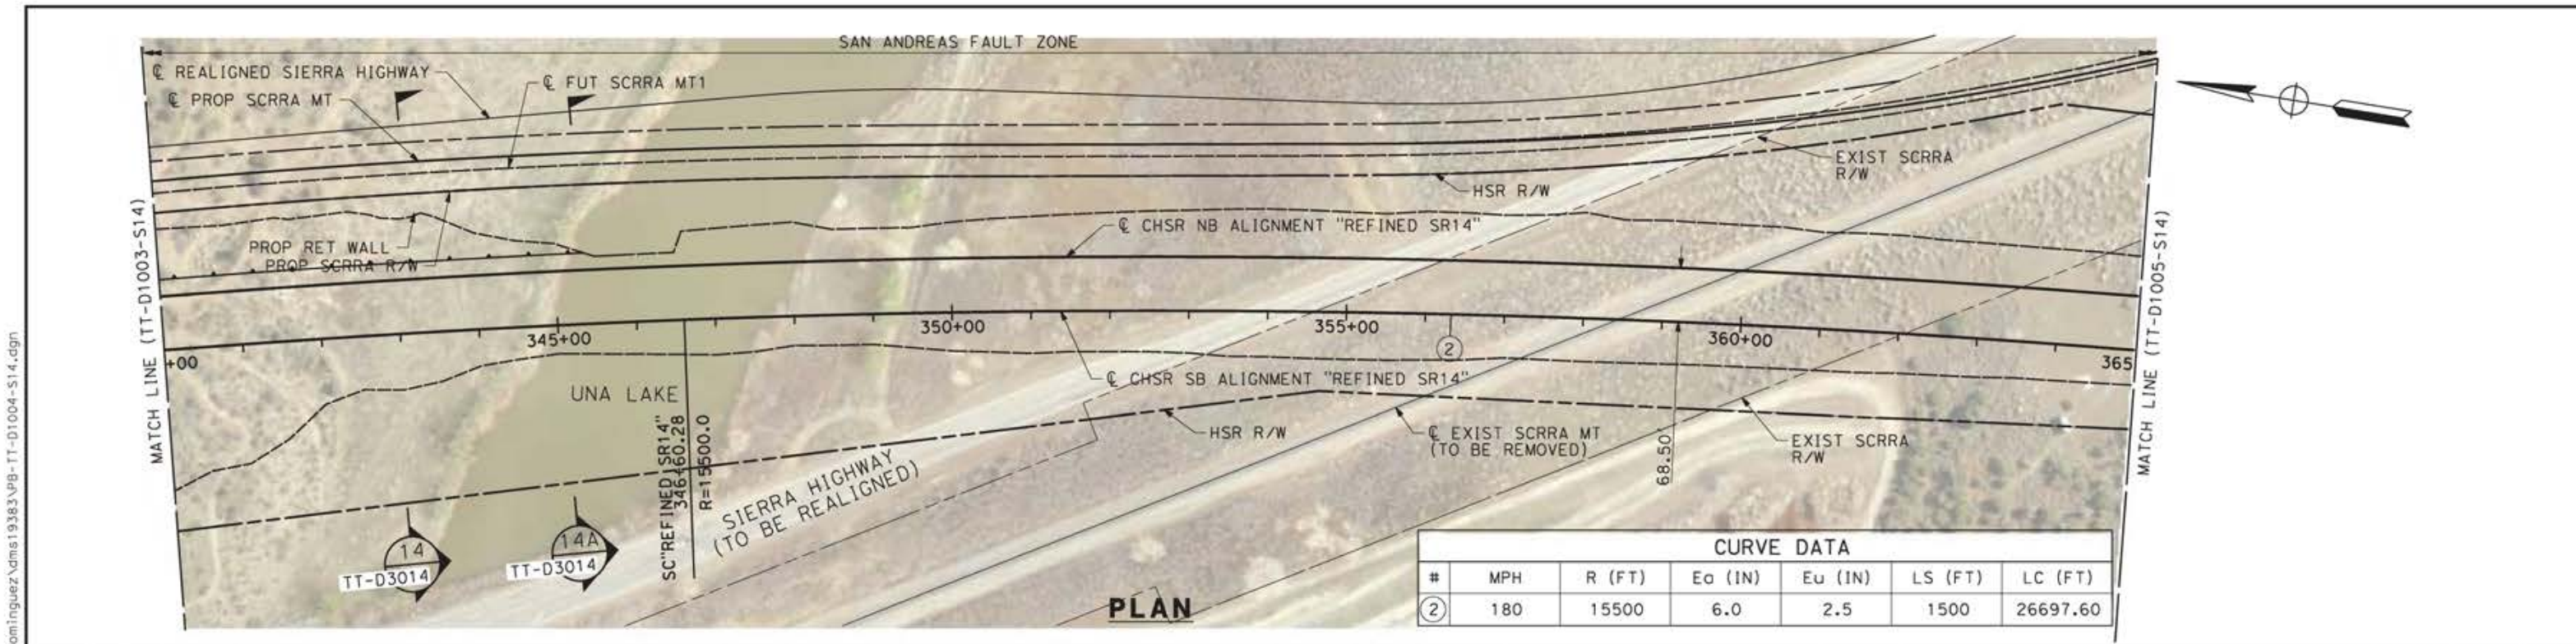 SAN ANDREAS FAULT ZONE
℄ REALIGNED SIERRA HIGHWAY
℄ PROP SCRRA MT
℄ FUT SCRRA MT1
EXIST SCRRA
R/W
HSR R/W
PROP RET WALL
PROP SCRRA R/W
℄ CHSR NB ALIGNMENT "REFINED SR14"
MATCH LINE (TT-D1003-S14)
MATCH LINE (TT-D1005-S14)
+00
345+00
350+00
355+00
360+00
365
2
UNA LAKE
℄ CHSR SB ALIGNMENT "REFINED SR14"
SC"REFINED SR14"
346+60.28
R=15500.0
HSR R/W
℄ EXIST SCRRA MT
(TO BE REMOVED)
68.50'
EXIST SCRRA
R/W
SIERRA HIGHWAY
(TO BE REALIGNED)
14
TT-D3014
14A
TT-D3014
PLAN
CURVE DATA
# MPH R (FT) Ea (IN) Eu (IN) LS (FT) LC (FT)
2 180 15500 6.0 2.5 1500 26697.60
ominguez\dms19383\PB-TT-D1004-S14.dgn